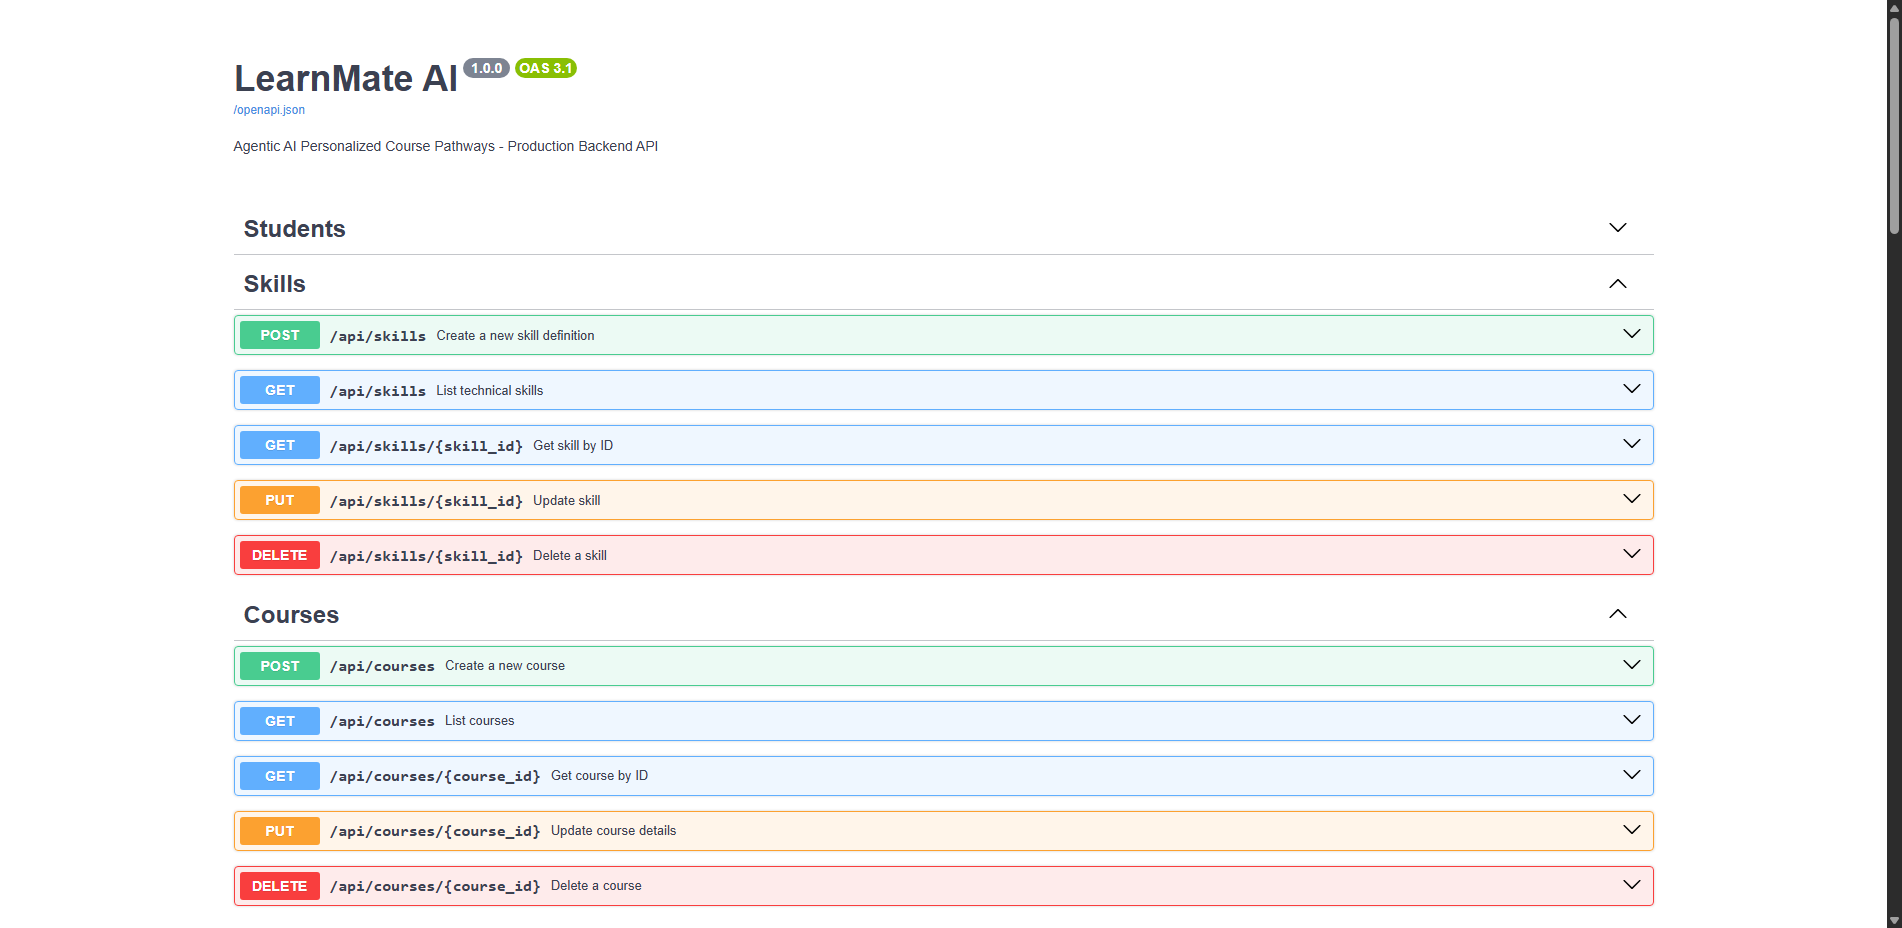 LearnMate AI 1.0.0 OAS 3.1
/openapi.json
Agentic AI Personalized Course Pathways - Production Backend API
Students
Skills
POST /api/skills Create a new skill definition
GET /api/skills List technical skills
GET /api/skills/{skill_id} Get skill by ID
PUT /api/skills/{skill_id} Update skill
DELETE /api/skills/{skill_id} Delete a skill
Courses
POST /api/courses Create a new course
GET /api/courses List courses
GET /api/courses/{course_id} Get course by ID
PUT /api/courses/{course_id} Update course details
DELETE /api/courses/{course_id} Delete a course